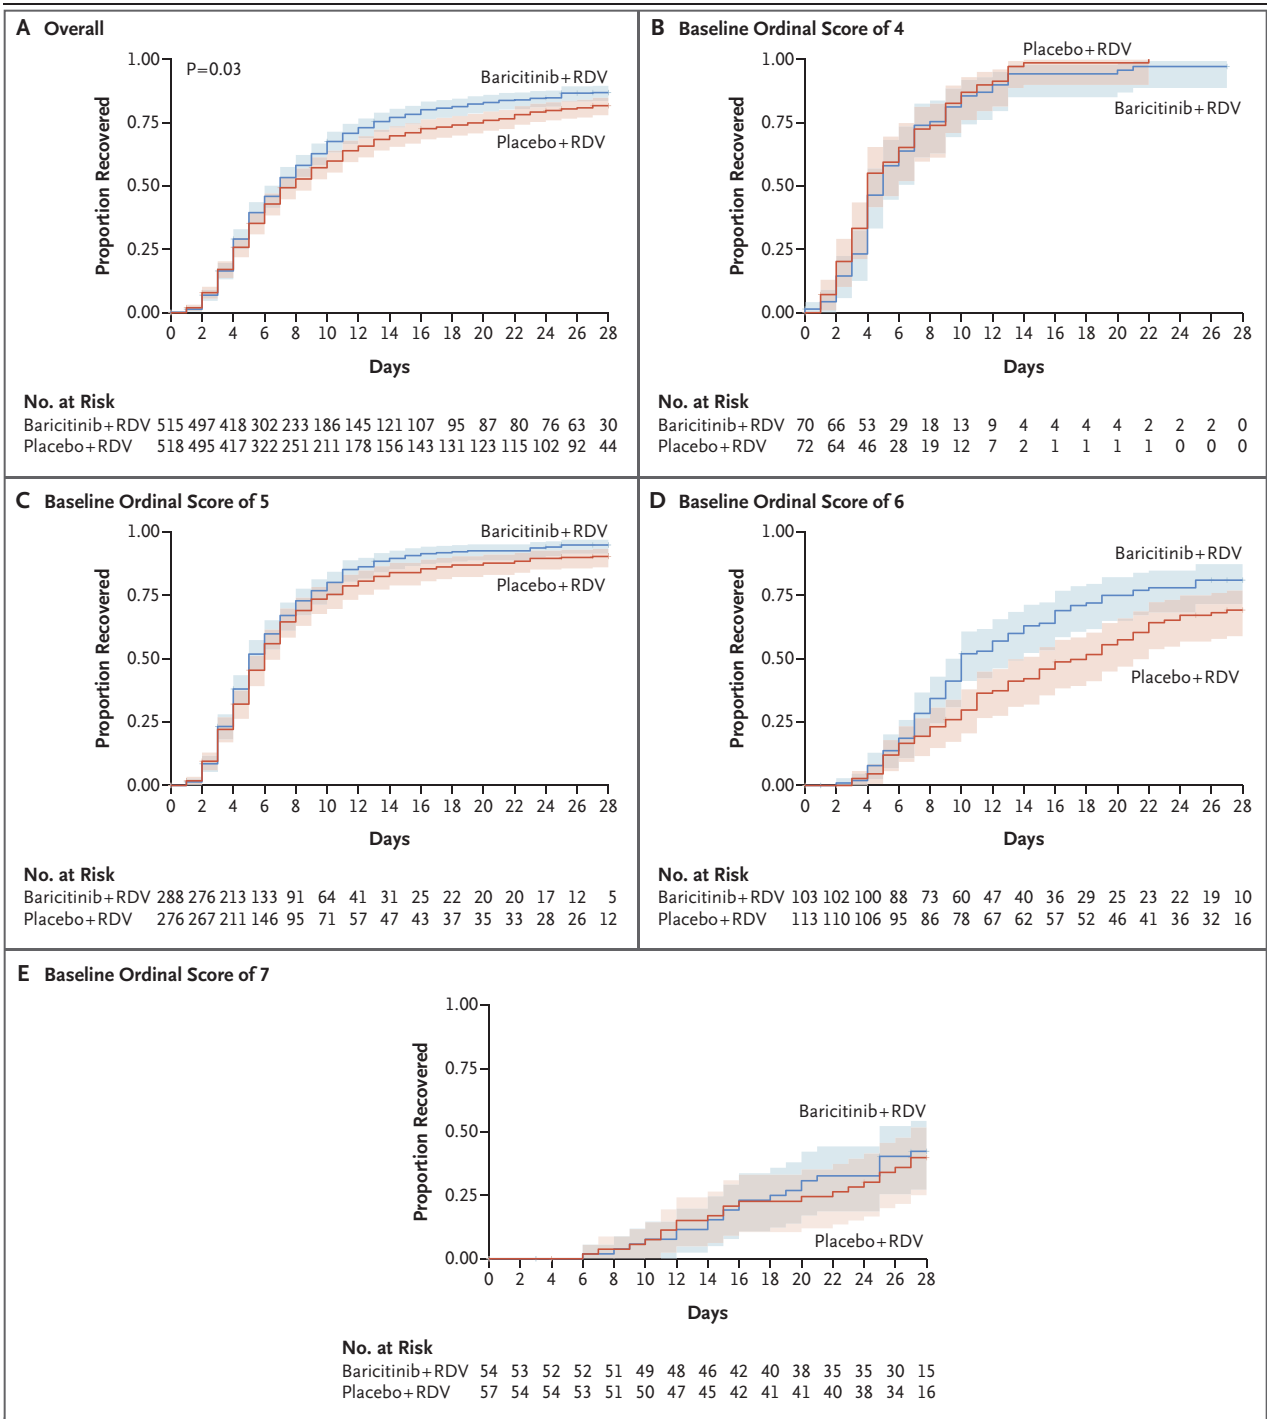 A Overall
P=0.03
Baricitinib+RDV
Placebo+RDV
Proportion Recovered
1.00
0.75
0.50
0.25
0.00
0 2 4 6 8 10 12 14 16 18 20 22 24 26 28
Days
No. at Risk
Baricitinib+RDV 515 497 418 302 233 186 145 121 107 95 87 80 76 63 30
Placebo+RDV 518 495 417 322 251 211 178 156 143 131 123 115 102 92 44
B Baseline Ordinal Score of 4
Placebo+RDV
Baricitinib+RDV
Proportion Recovered
1.00
0.75
0.50
0.25
0.00
0 2 4 6 8 10 12 14 16 18 20 22 24 26 28
Days
No. at Risk
Baricitinib+RDV 70 66 53 29 18 13 9 4 4 4 4 2 2 2 0
Placebo+RDV 72 64 46 28 19 12 7 2 1 1 1 1 0 0 0
C Baseline Ordinal Score of 5
Baricitinib+RDV
Placebo+RDV
Proportion Recovered
1.00
0.75
0.50
0.25
0.00
0 2 4 6 8 10 12 14 16 18 20 22 24 26 28
Days
No. at Risk
Baricitinib+RDV 288 276 213 133 91 64 41 31 25 22 20 20 17 12 5
Placebo+RDV 276 267 211 146 95 71 57 47 43 37 35 33 28 26 12
D Baseline Ordinal Score of 6
Baricitinib+RDV
Placebo+RDV
Proportion Recovered
1.00
0.75
0.50
0.25
0.00
0 2 4 6 8 10 12 14 16 18 20 22 24 26 28
Days
No. at Risk
Baricitinib+RDV 103 102 100 88 73 60 47 40 36 29 25 23 22 19 10
Placebo+RDV 113 110 106 95 86 78 67 62 57 52 46 41 36 32 16
E Baseline Ordinal Score of 7
Baricitinib+RDV
Placebo+RDV
Proportion Recovered
1.00
0.75
0.50
0.25
0.00
0 2 4 6 8 10 12 14 16 18 20 22 24 26 28
Days
No. at Risk
Baricitinib+RDV 54 53 52 52 51 49 48 46 42 40 38 35 35 30 15
Placebo+RDV 57 54 54 53 51 50 47 45 42 41 41 40 38 34 16